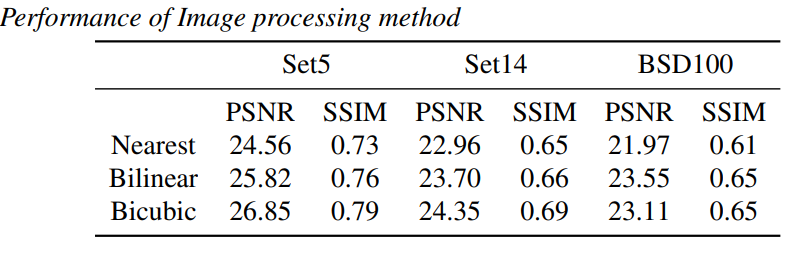 Performance of Image processing method
Set5 Set14 BSD100
PSNR SSIM PSNR SSIM PSNR SSIM
Nearest 24.56 0.73 22.96 0.65 21.97 0.61
Bilinear 25.82 0.76 23.70 0.66 23.55 0.65
Bicubic 26.85 0.79 24.35 0.69 23.11 0.65